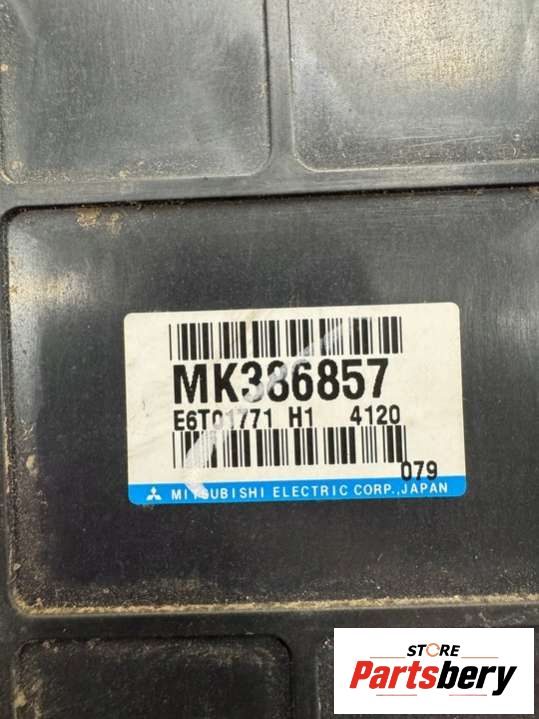 MK386857
E6T01771 H1 4120
079
MITSUBISHI ELECTRIC CORP.,JAPAN
STORE
Partsbery